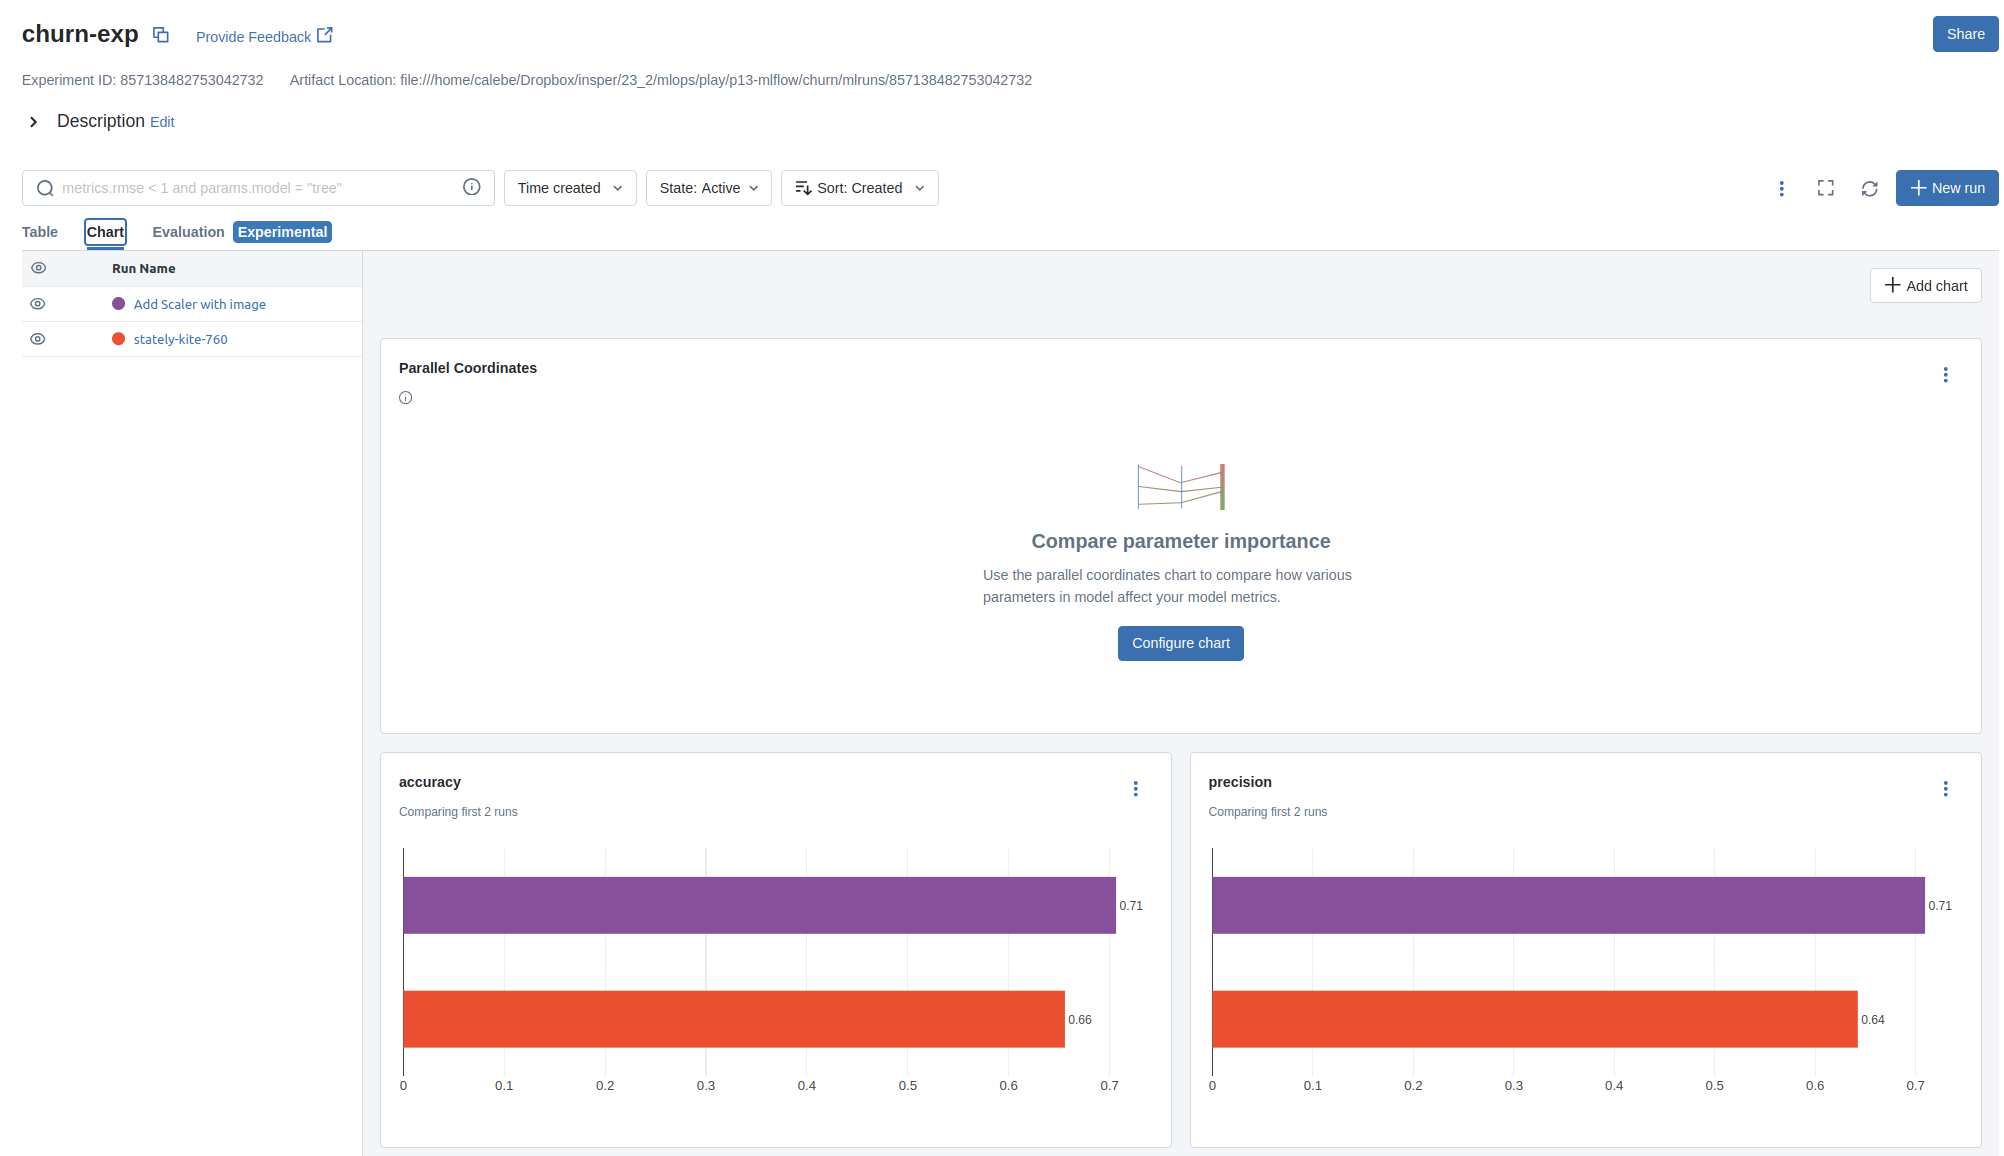 churn-exp Provide Feedback Share
Experiment ID: 857138482753042732 Artifact Location: file:///home/calebe/Dropbox/insper/23_2/mlops/play/p13-mlflow/churn/mlruns/857138482753042732
Description Edit
metrics.rmse < 1 and params.model = "tree" Time created State: Active Sort: Created New run
Table Chart Evaluation Experimental
Run Name
Add Scaler with image
stately-kite-760
Add chart
Parallel Coordinates
Compare parameter importance
Use the parallel coordinates chart to compare how various
parameters in model affect your model metrics.
Configure chart
accuracy
Comparing first 2 runs
0.71
0.66
0 0.1 0.2 0.3 0.4 0.5 0.6 0.7
precision
Comparing first 2 runs
0.71
0.64
0 0.1 0.2 0.3 0.4 0.5 0.6 0.7